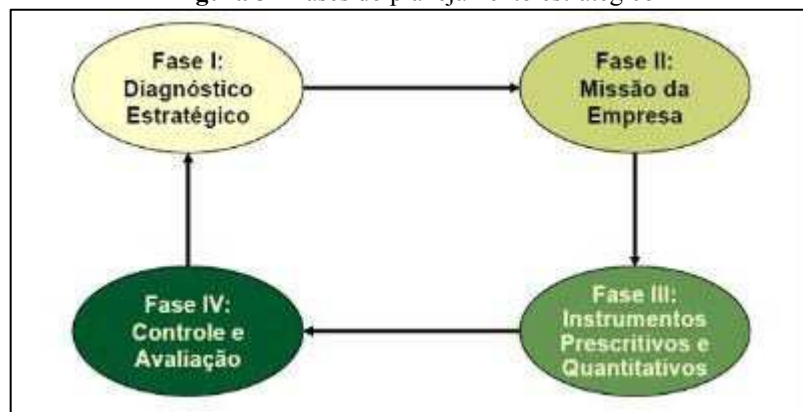 Fase I:
Diagnóstico
Estratégico
Fase II:
Missão da
Empresa
Fase IV:
Controle e
Avaliação
Fase III:
Instrumentos
Prescritivos e
Quantitativos